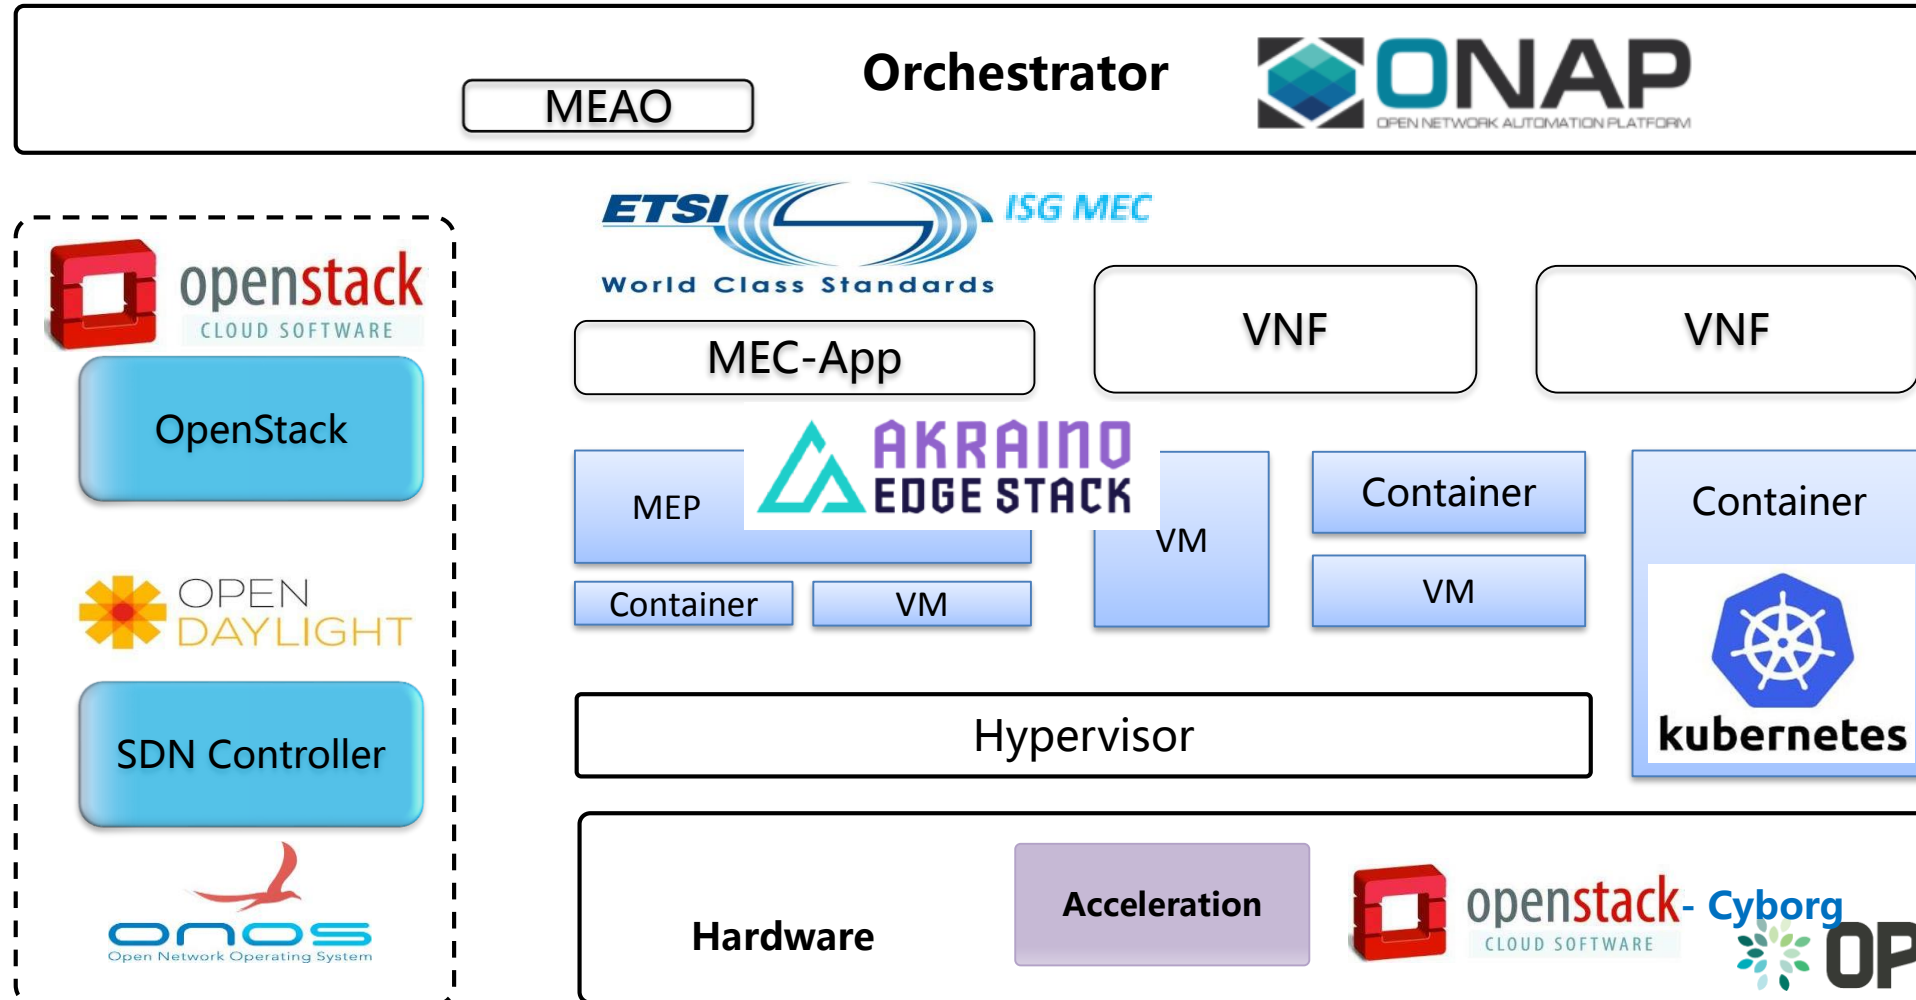 Orchestrator
MEAO
ONAP
OPEN NETWORK AUTOMATION PLATFORM
openstack
CLOUD SOFTWARE
OpenStack
OPEN
DAYLIGHT
SDN Controller
onos
Open Network Operating System
ETSI ISG MEC
World Class Standards
MEC-App
VNF
VNF
AKRAINO
EDGE STACK
MEP
VM
Container
Container
Container
VM
VM
kubernetes
Hypervisor
Hardware
Acceleration
openstack - Cyborg
CLOUD SOFTWARE
OP